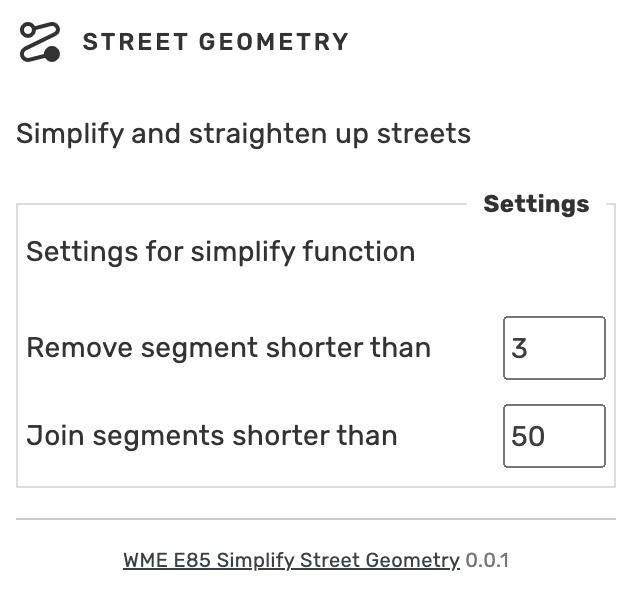 STREET GEOMETRY
Simplify and straighten up streets
Settings
Settings for simplify function
Remove segment shorter than 3
Join segments shorter than 50
WME E85 Simplify Street Geometry 0.0.1